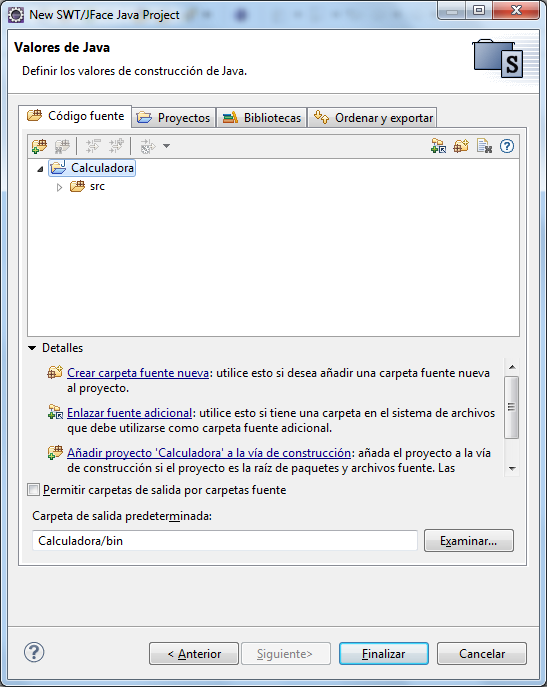 New SWT/JFace Java Project
Valores de Java
Definir los valores de construcción de Java.
S
Código fuente
Proyectos
Bibliotecas
Ordenar y exportar
Calculadora
src
Detalles
Crear carpeta fuente nueva: utilice esto si desea añadir una carpeta fuente nueva
al proyecto.
Enlazar fuente adicional: utilice esto si tiene una carpeta en el sistema de archivos
que debe utilizarse como carpeta fuente adicional.
Añadir proyecto 'Calculadora' a la vía de construcción: añada el proyecto a la vía
de construcción si el proyecto es la raíz de paquetes y archivos fuente. Las
Permitir carpetas de salida por carpetas fuente
Carpeta de salida predeterminada:
Calculadora/bin
Examinar...
?
< Anterior
Siguiente>
Finalizar
Cancelar